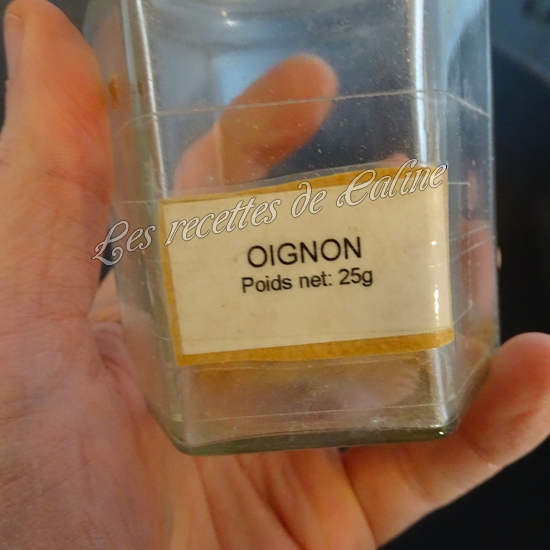 Les recettes de Caline
OIGNON
Poids net: 25g